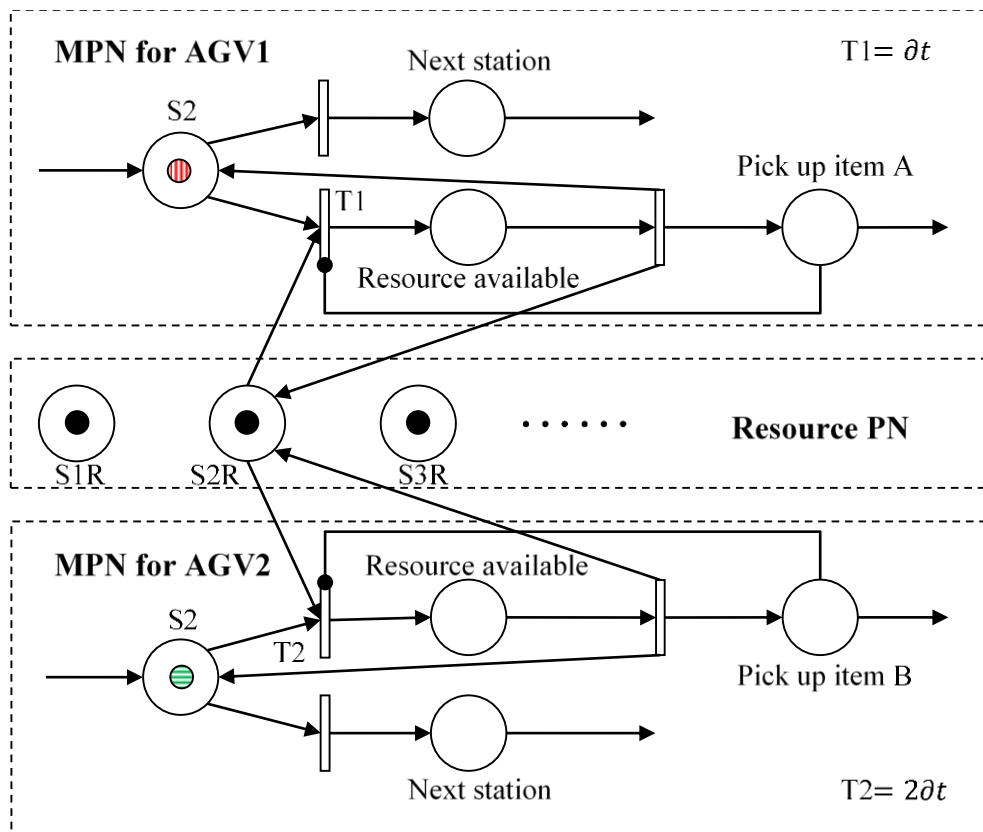 MPN for AGV1
Next station
T1= ∂t
S2
Pick up item A
T1
Resource available
S1R
S2R
S3R
······
Resource PN
MPN for AGV2
Resource available
S2
T2
Pick up item B
Next station
T2= 2∂t